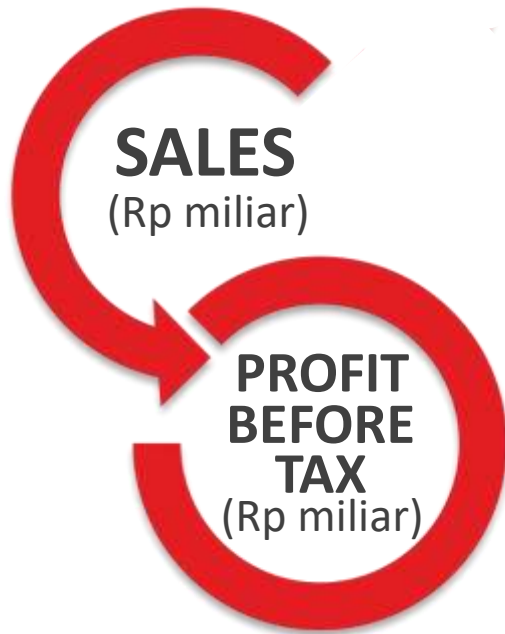 SALES
(Rp miliar)
PROFIT
BEFORE
TAX
(Rp miliar)